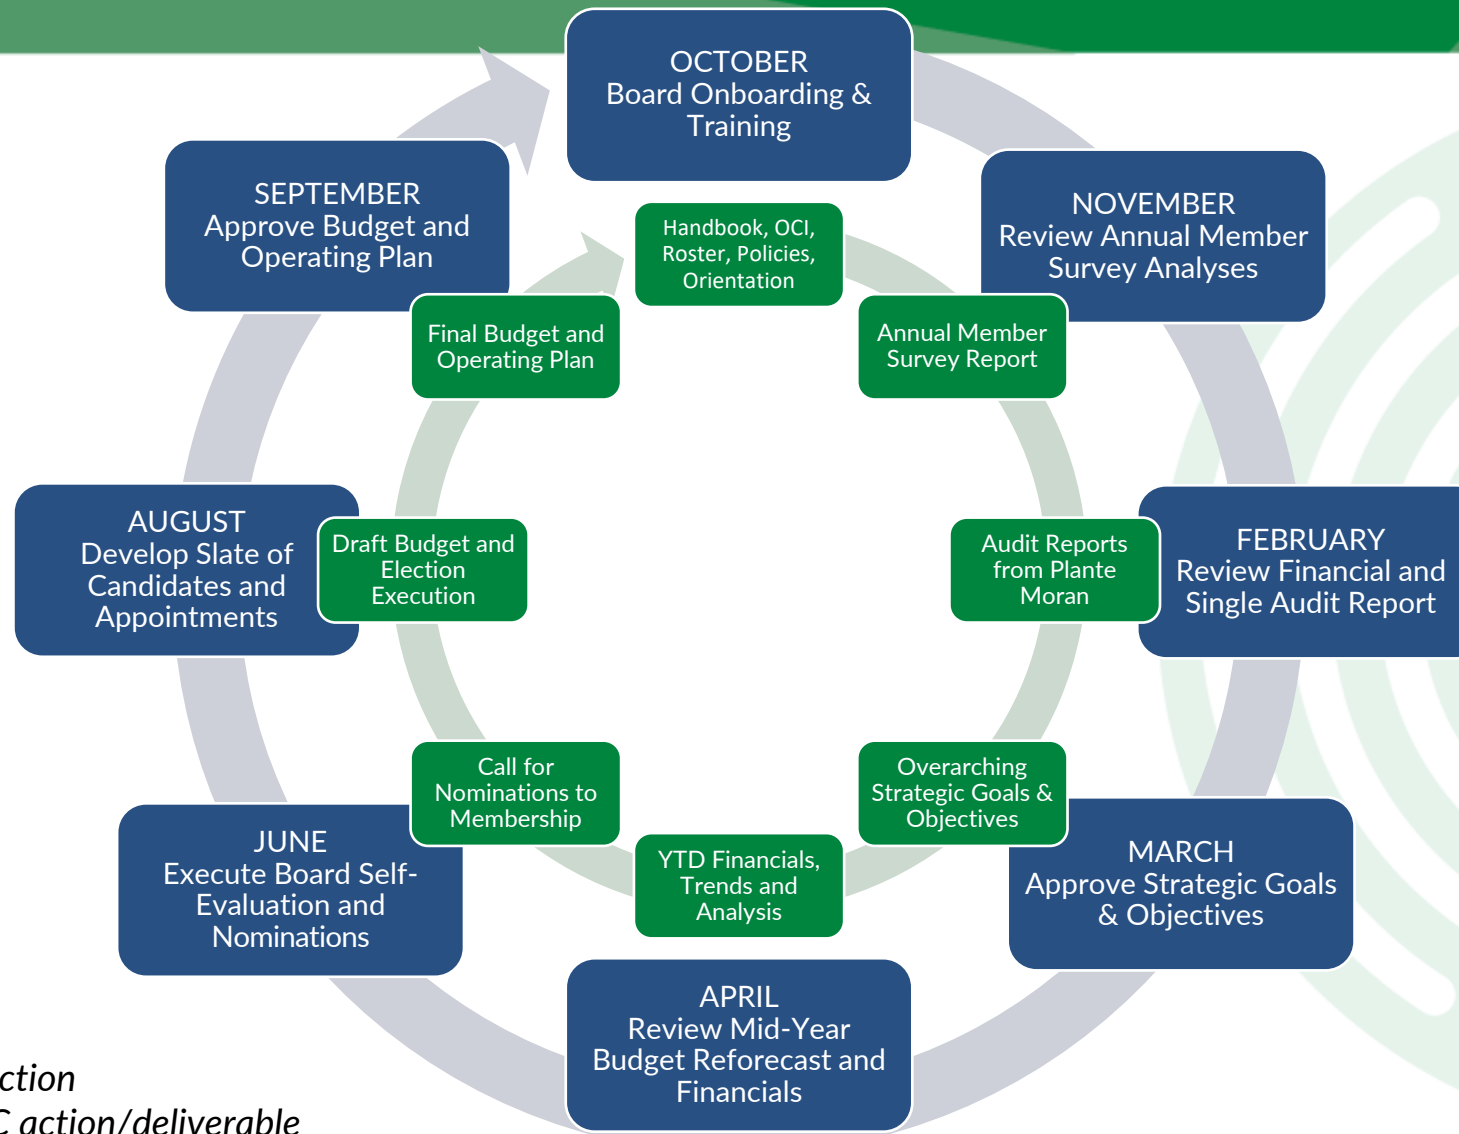 OCTOBER
Board Onboarding &
Training
NOVEMBER
Review Annual Member
Survey Analyses
FEBRUARY
Review Financial and
Single Audit Report
MARCH
Approve Strategic Goals
& Objectives
APRIL
Review Mid-Year
Budget Reforecast and
Financials
JUNE
Execute Board Self-
Evaluation and
Nominations
AUGUST
Develop Slate of
Candidates and
Appointments
SEPTEMBER
Approve Budget and
Operating Plan
Handbook, OCI,
Roster, Policies,
Orientation
Annual Member
Survey Report
Audit Reports
from Plante
Moran
Overarching
Strategic Goals &
Objectives
YTD Financials,
Trends and
Analysis
Call for
Nominations to
Membership
Draft Budget and
Election
Execution
Final Budget and
Operating Plan
action/deliverable